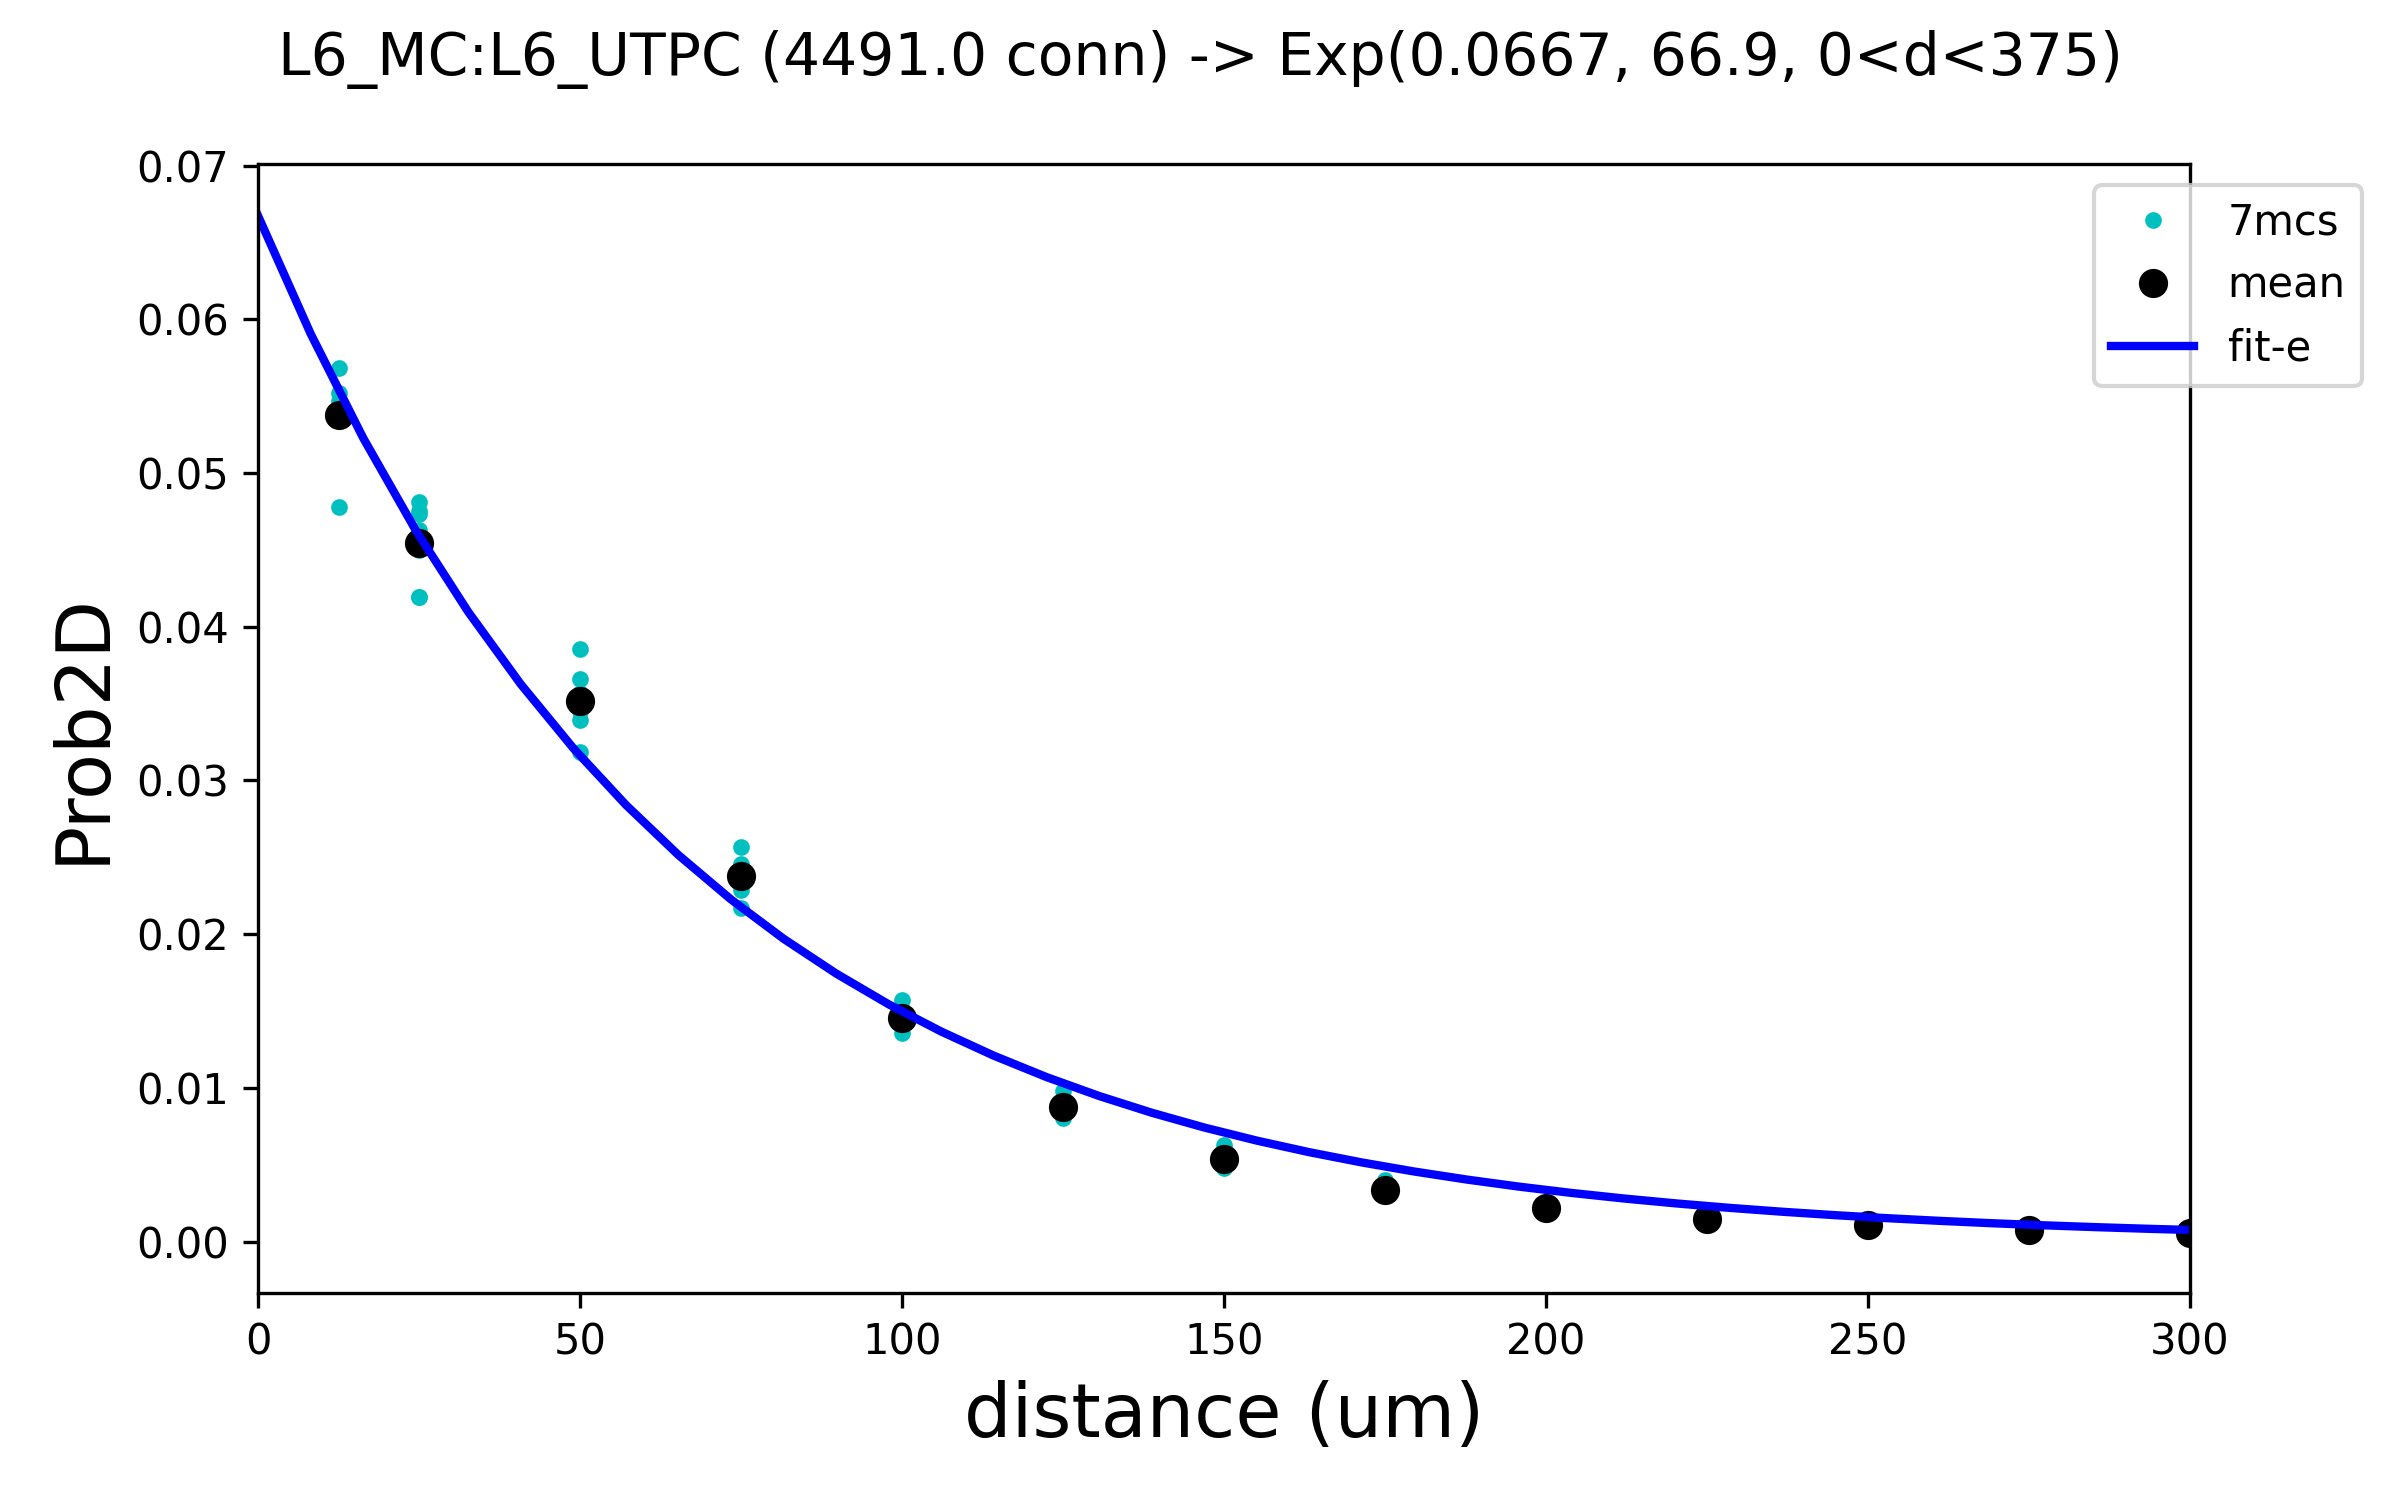 L6_MC:L6_UTPC (4491.0 conn) -> Exp(0.0667, 66.9, 0<d<375)
0.07
0.06
0.05
0.04
0.03
0.02
0.01
0.00
Prob2D
7mcs
mean
fit-e
0 50 100 150 200 250 300
distance (um)